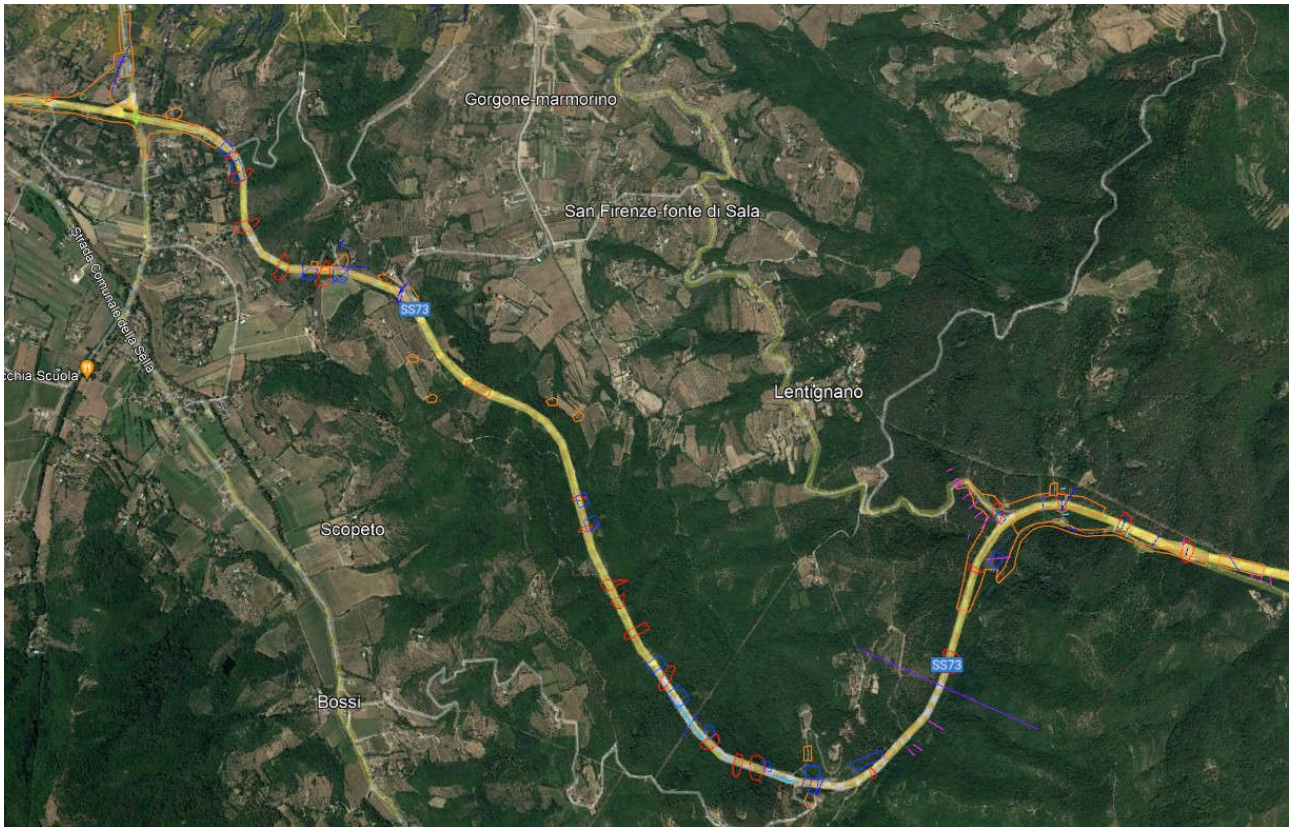 Gorgone-marmorino
San Firenze-fonte di Sala
Strada Comunale della Sella
SS73
cchia Scuola
Lentignano
Scopeto
SS73
Bossi